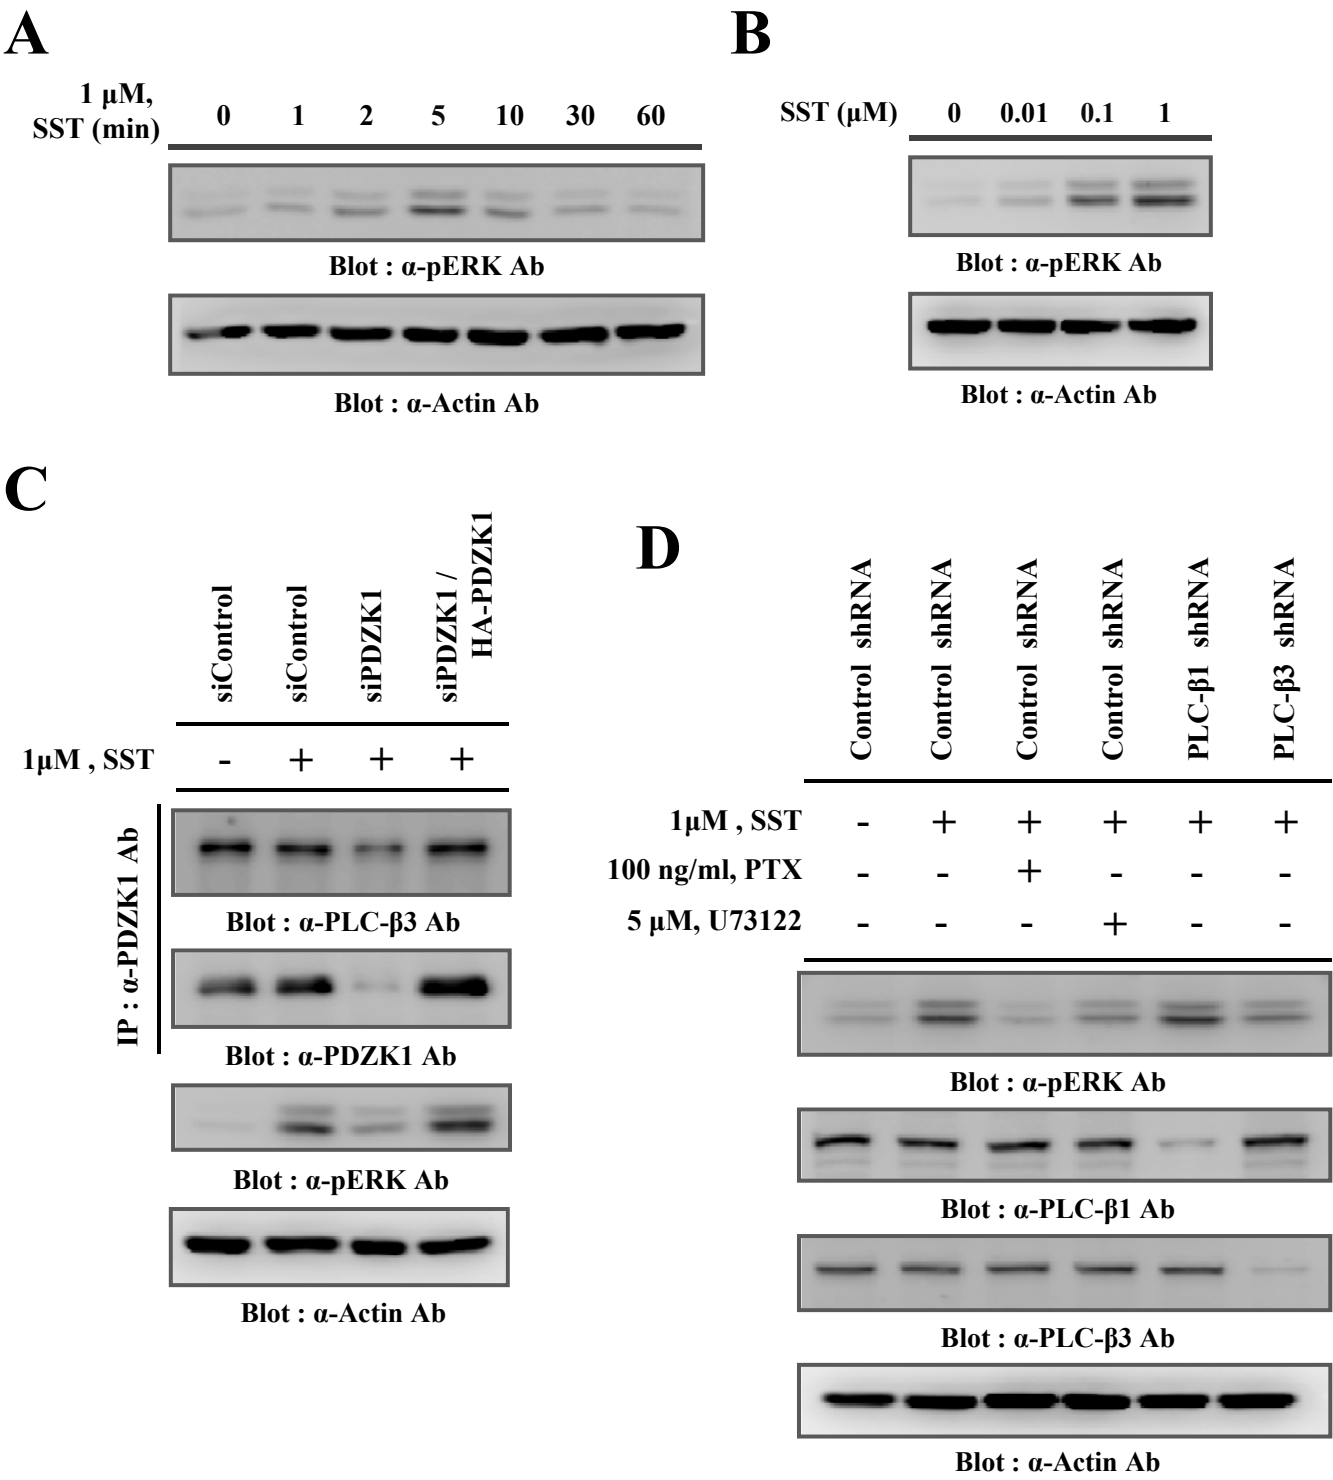 A
1 μM,
SST (min)
0 1 2 5 10 30 60
Blot : α-pERK Ab
Blot : α-Actin Ab
B
SST (μM) 0 0.01 0.1 1
Blot : α-pERK Ab
Blot : α-Actin Ab
C
siControl
siControl
siPDZK1
siPDZK1 /
HA-PDZK1
1μM , SST - + + +
IP : α-PDZK1 Ab
Blot : α-PLC-β3 Ab
Blot : α-PDZK1 Ab
Blot : α-pERK Ab
Blot : α-Actin Ab
D
Control shRNA
Control shRNA
Control shRNA
Control shRNA
PLC-β1 shRNA
PLC-β3 shRNA
1μM , SST - + + + + +
100 ng/ml, PTX - - + - - -
5 μM, U73122 - - - + - -
Blot : α-pERK Ab
Blot : α-PLC-β1 Ab
Blot : α-PLC-β3 Ab
Blot : α-Actin Ab